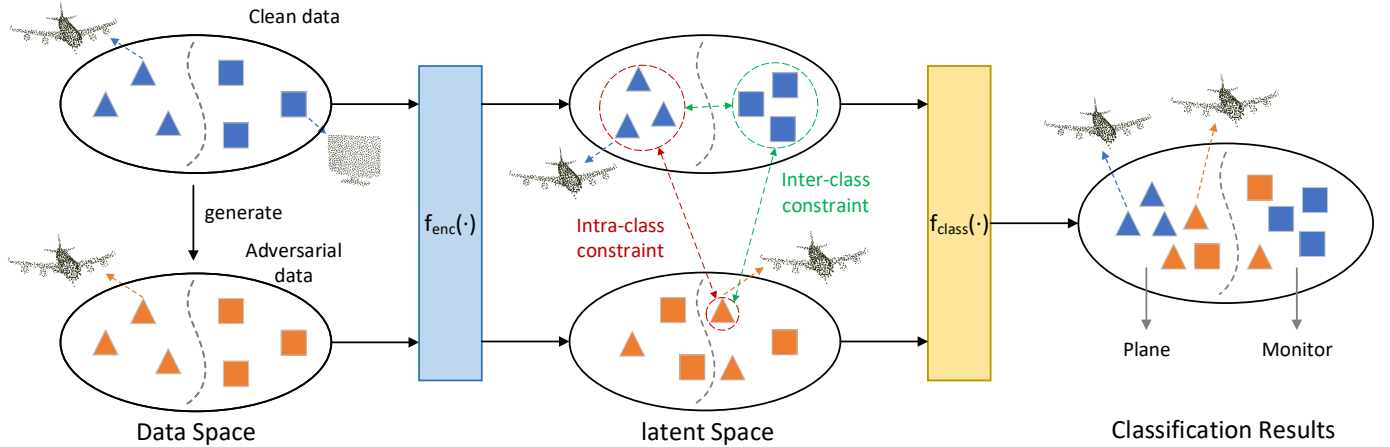 Clean data
generate
Adversarial
data
Data Space
f_enc(·)
Inter-class
constraint
Intra-class
constraint
latent Space
f_class(·)
Plane
Monitor
Classification Results